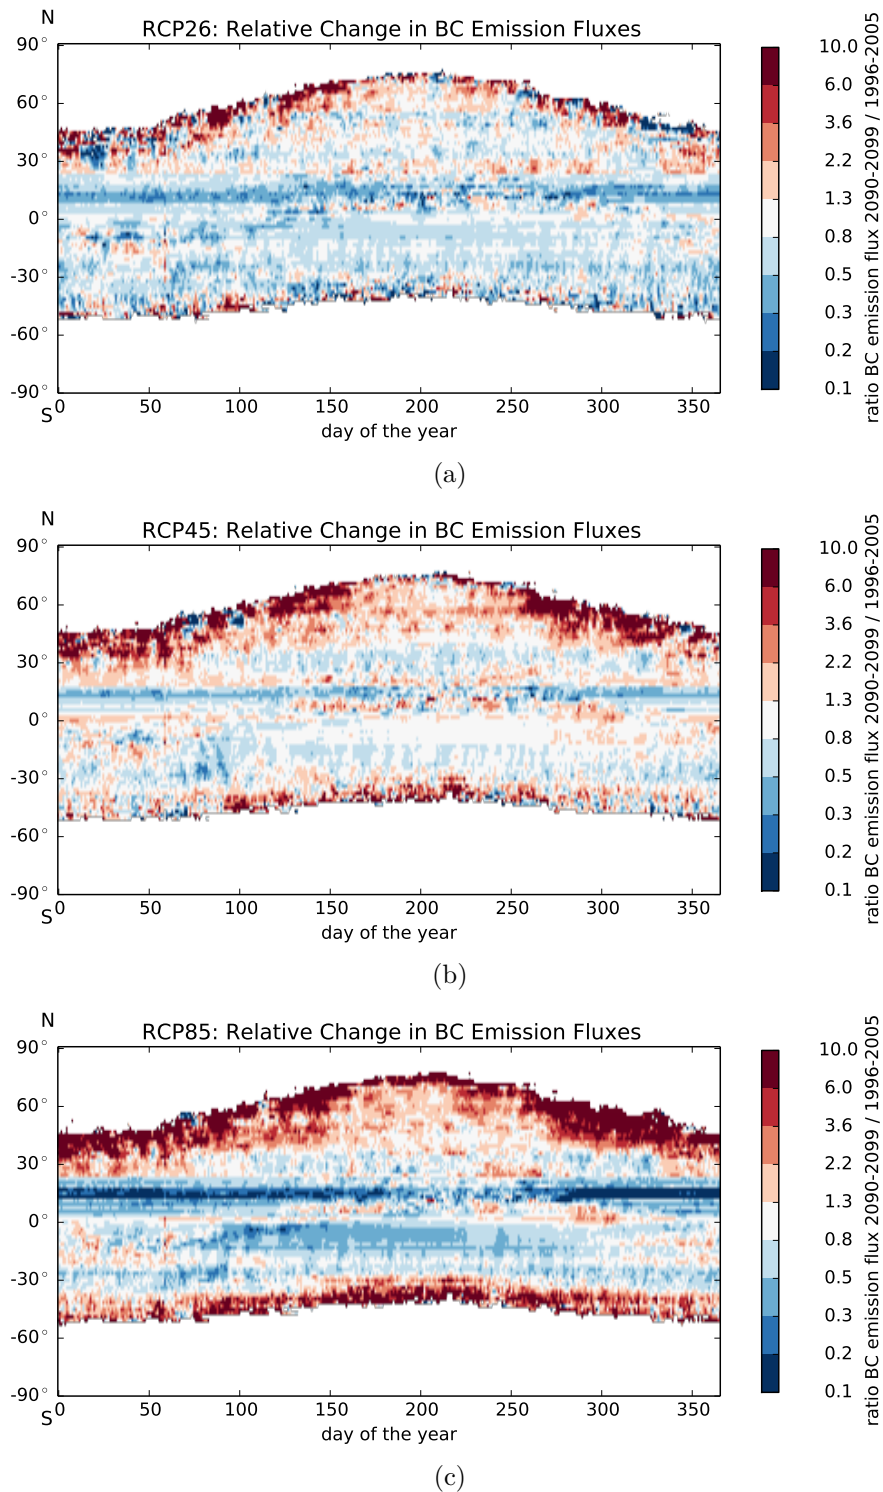 N
RCP26: Relative Change in BC Emission Fluxes
90°
60°
30°
0°
-30°
-60°
-90°
S
0 50 100 150 200 250 300 350
day of the year
10.0
6.0
3.6
2.2
1.3
0.8
0.5
0.3
0.2
0.1
ratio BC emission flux 2090-2099 / 1996-2005
(a)
N
RCP45: Relative Change in BC Emission Fluxes
90°
60°
30°
0°
-30°
-60°
-90°
S
0 50 100 150 200 250 300 350
day of the year
10.0
6.0
3.6
2.2
1.3
0.8
0.5
0.3
0.2
0.1
ratio BC emission flux 2090-2099 / 1996-2005
(b)
N
RCP85: Relative Change in BC Emission Fluxes
90°
60°
30°
0°
-30°
-60°
-90°
S
0 50 100 150 200 250 300 350
day of the year
10.0
6.0
3.6
2.2
1.3
0.8
0.5
0.3
0.2
0.1
ratio BC emission flux 2090-2099 / 1996-2005
(c)